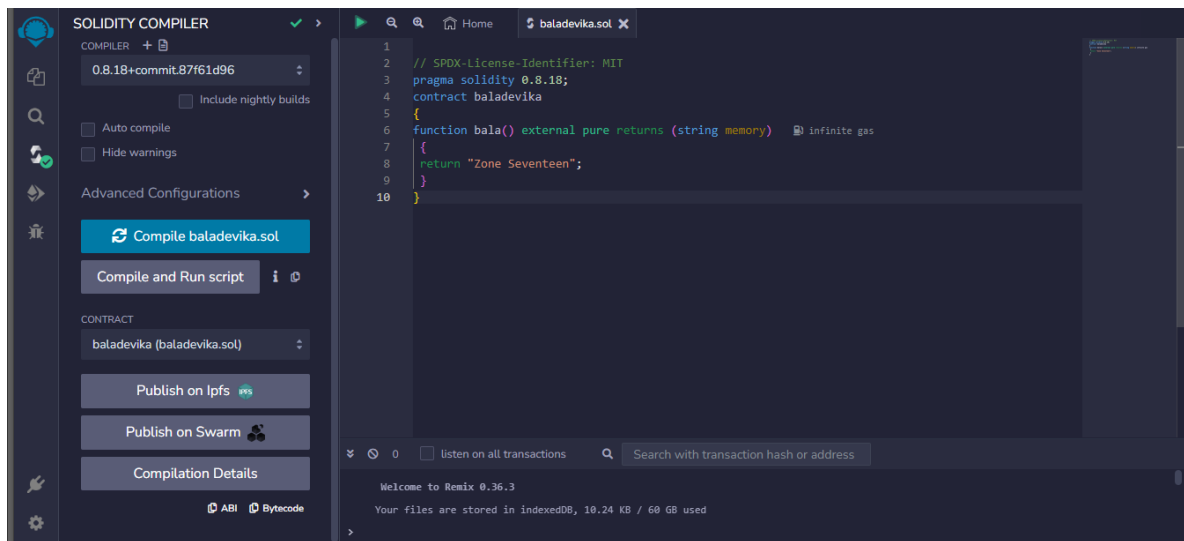 SOLIDITY COMPILER
COMPILER
0.8.18+commit.87f61d96
Include nightly builds
Auto compile
Hide warnings
Advanced Configurations
Compile baladevika.sol
Compile and Run script
CONTRACT
baladevika (baladevika.sol)
Publish on Ipfs IPFS
Publish on Swarm
Compilation Details
ABI Bytecode
Home baladevika.sol
1
2 // SPDX-License-Identifier: MIT
3 pragma solidity 0.8.18;
4 contract baladevika
5 {
6 function bala() external pure returns (string memory) infinite gas
7 {
8 return "Zone Seventeen";
9 }
10 }
0 listen on all transactions Search with transaction hash or address
Welcome to Remix 0.36.3
Your files are stored in indexedDB, 10.24 KB / 60 GB used
>